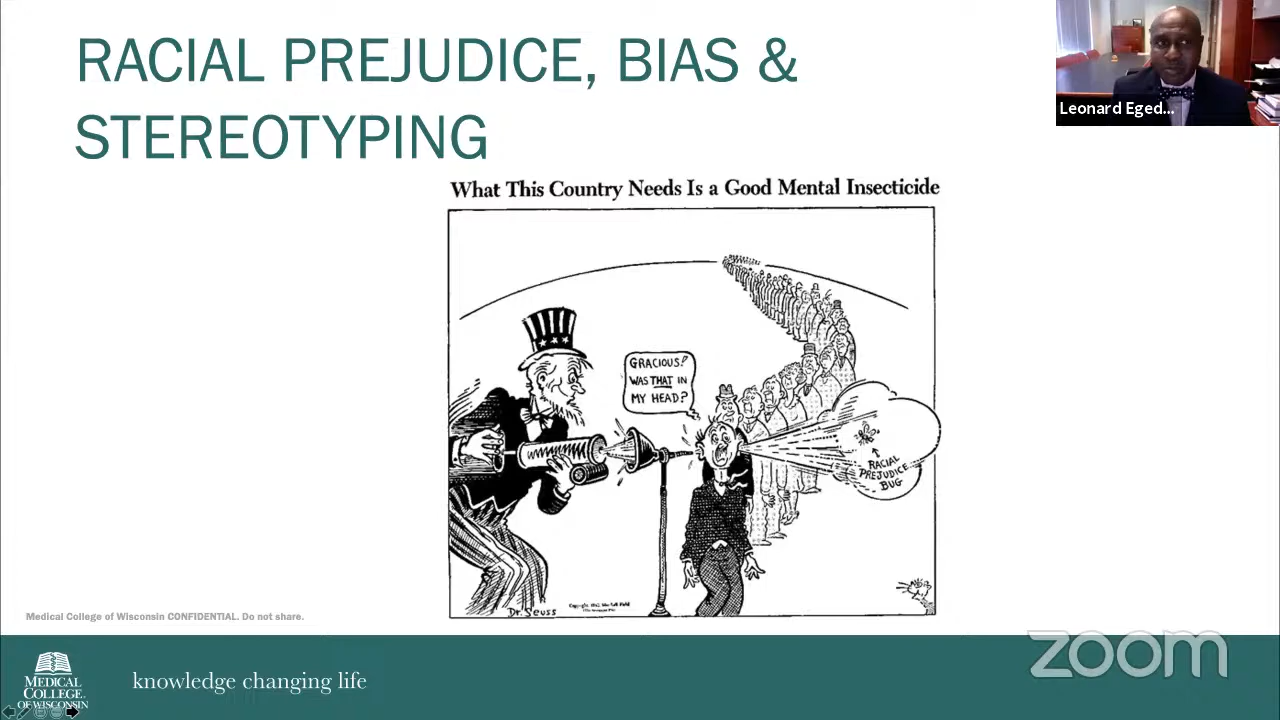 RACIAL PREJUDICE, BIAS &
STEREOTYPING
Leonard Eged...
What This Country Needs Is a Good Mental Insecticide
GRACIOUS!
WAS THAT IN
MY HEAD?
RACIAL
PREJUDICE
BUG
Dr. Seuss
Medical College of Wisconsin CONFIDENTIAL. Do not share.
zoom
MEDICAL
COLLEGE
OF WISCONSIN
knowledge changing life